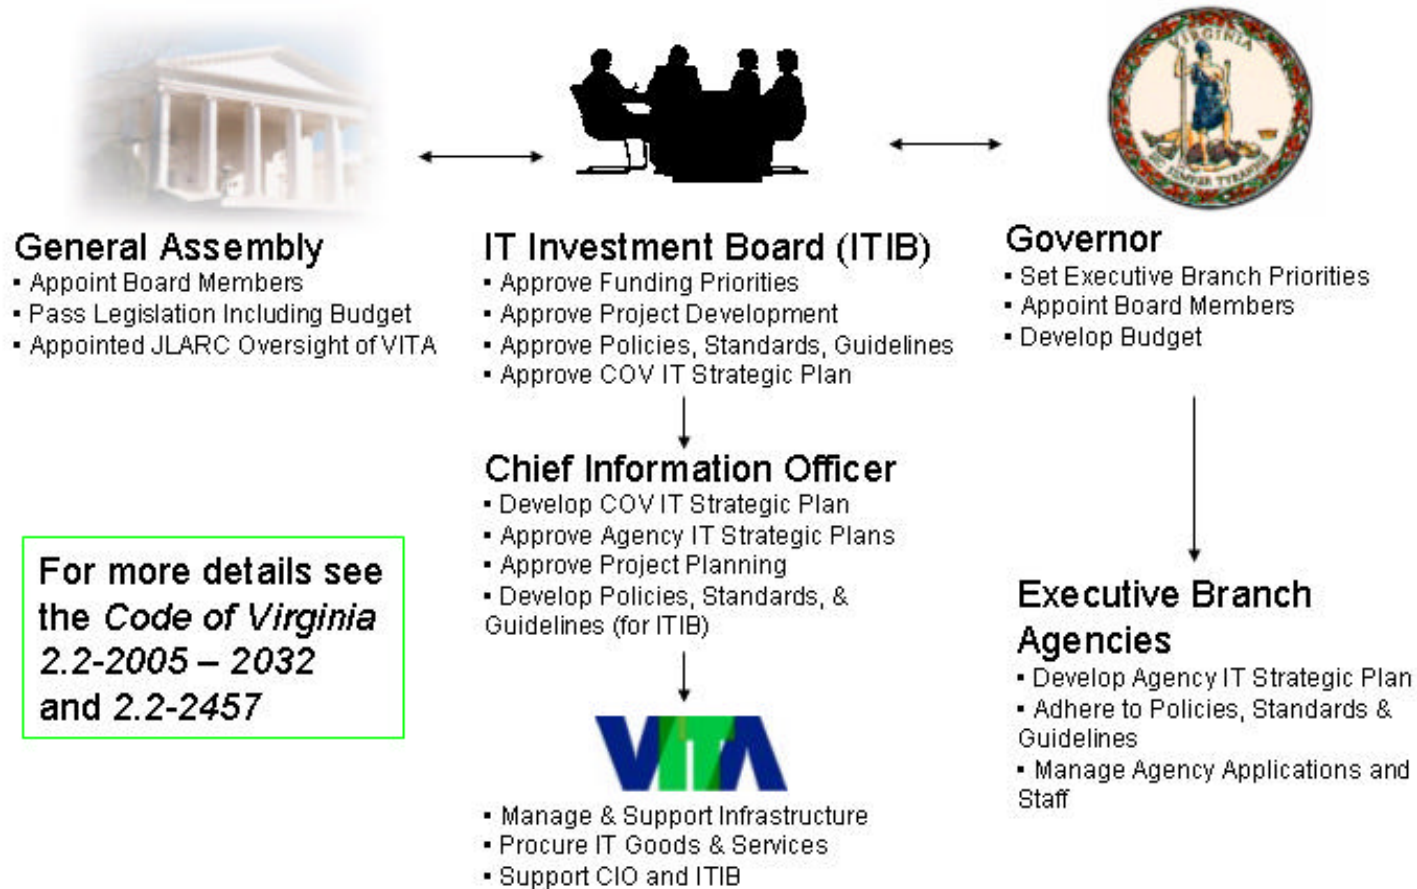 VIRGINIA
SIC SEMPER TYRANNIS
General Assembly
▪ Appoint Board Members
▪ Pass Legislation Including Budget
▪ Appointed JLARC Oversight of VITA
IT Investment Board (ITIB)
▪ Approve Funding Priorities
▪ Approve Project Development
▪ Approve Policies, Standards, Guidelines
▪ Approve COV IT Strategic Plan
Governor
▪ Set Executive Branch Priorities
▪ Appoint Board Members
▪ Develop Budget
Chief Information Officer
▪ Develop COV IT Strategic Plan
▪ Approve Agency IT Strategic Plans
▪ Approve Project Planning
▪ Develop Policies, Standards, &
Guidelines (for ITIB)
For more details see
the Code of Virginia
2.2-2005 – 2032
and 2.2-2457
Executive Branch
Agencies
▪ Develop Agency IT Strategic Plan
▪ Adhere to Policies, Standards &
Guidelines
▪ Manage Agency Applications and
Staff
VITA
▪ Manage & Support Infrastructure
▪ Procure IT Goods & Services
▪ Support CIO and ITIB